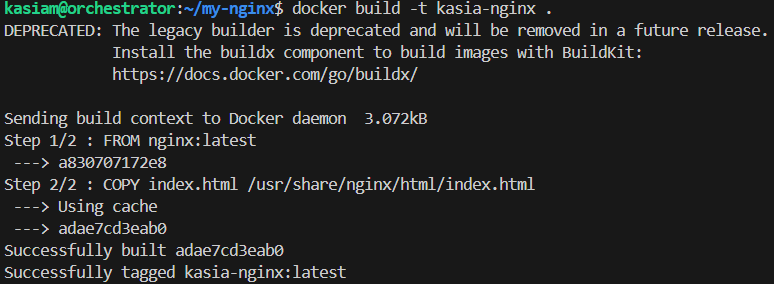 kasiam@orchestrator:~/my-nginx$ docker build -t kasia-nginx .
DEPRECATED: The legacy builder is deprecated and will be removed in a future release.
            Install the buildx component to build images with BuildKit:
            https://docs.docker.com/go/buildx/

Sending build context to Docker daemon  3.072kB
Step 1/2 : FROM nginx:latest
 ---> a830707172e8
Step 2/2 : COPY index.html /usr/share/nginx/html/index.html
 ---> Using cache
 ---> adae7cd3eab0
Successfully built adae7cd3eab0
Successfully tagged kasia-nginx:latest